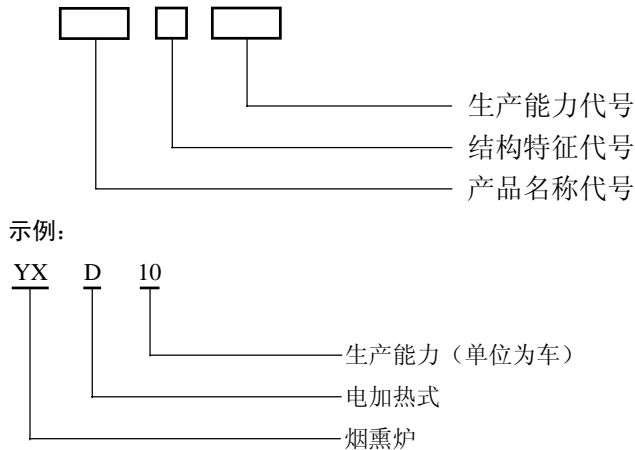 生产能力代号
结构特征代号
产品名称代号
示例：
YX D 10
生产能力（单位为车）
电加热式
烟熏炉